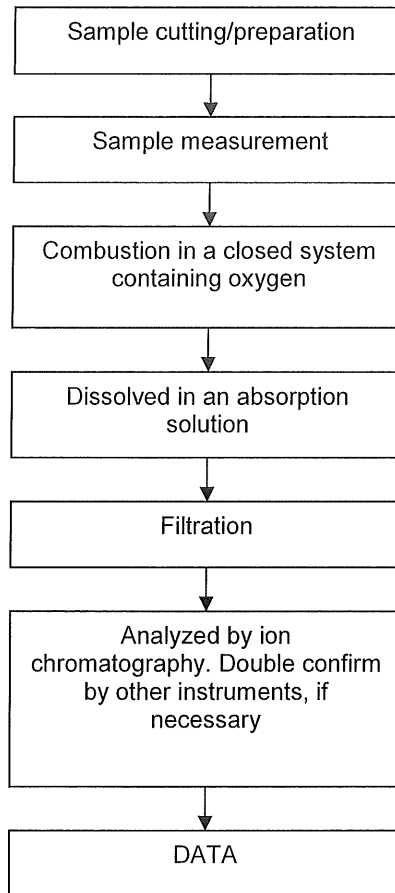 Sample cutting/preparation
Sample measurement
Combustion in a closed system
containing oxygen
Dissolved in an absorption
solution
Filtration
Analyzed by ion
chromatography. Double confirm
by other instruments, if
necessary
DATA